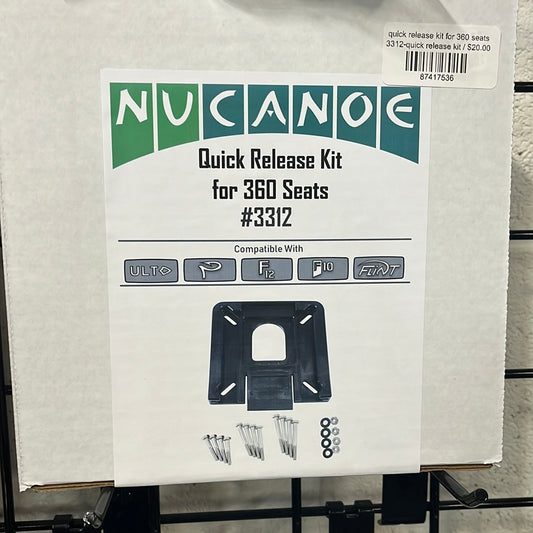 quick release kit for 360 seats
3312-quick release kit / $20.00
87417536
NUCANOE
Quick Release Kit
for 360 Seats
#3312
Compatible With
ULTO P F12 F10 FLINT